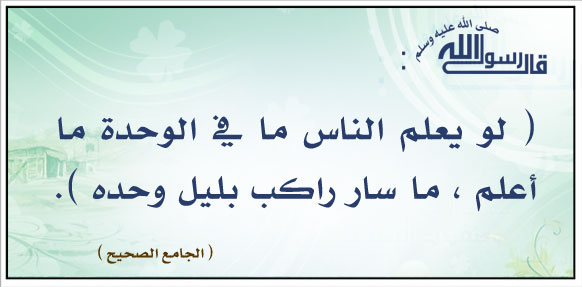 قال رسول الله صلى الله عليه وسلم :
( لو يعلم الناس ما في الوحدة ما
أعلم ، ما سار راكب بليل وحده ).
( الجامع الصحيح )